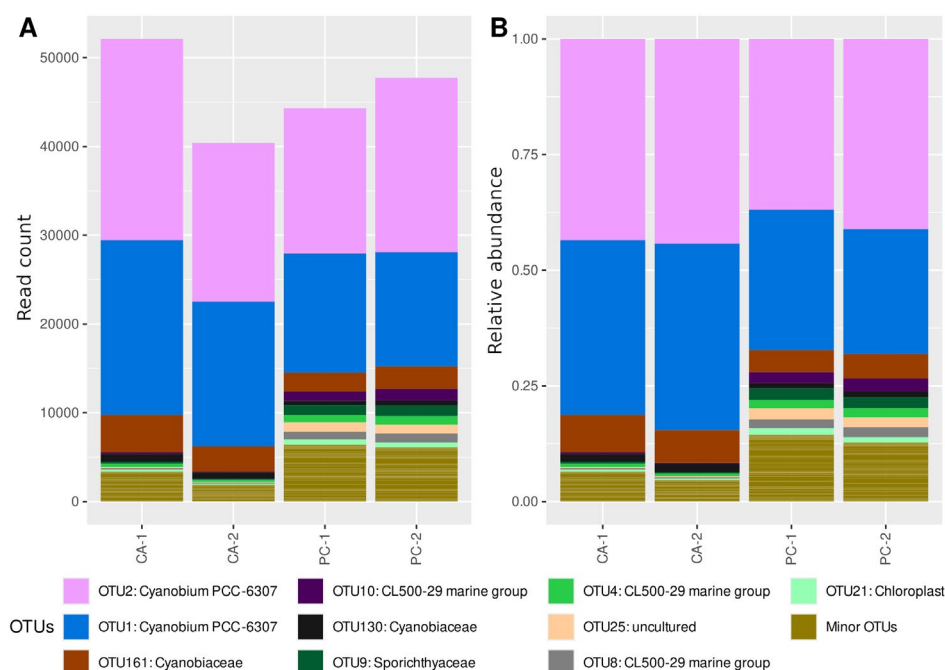 A
B
Read count
50000
40000
30000
20000
10000
0
CA-1
CA-2
PC-1
PC-2
Relative abundance
1.00
0.75
0.50
0.25
0.00
CA-1
CA-2
PC-1
PC-2
OTUs
OTU2: Cyanobium PCC-6307
OTU10: CL500-29 marine group
OTU4: CL500-29 marine group
OTU21: Chloroplast
OTU1: Cyanobium PCC-6307
OTU130: Cyanobiaceae
OTU25: uncultured
Minor OTUs
OTU161: Cyanobiaceae
OTU9: Sporichthyaceae
OTU8: CL500-29 marine group